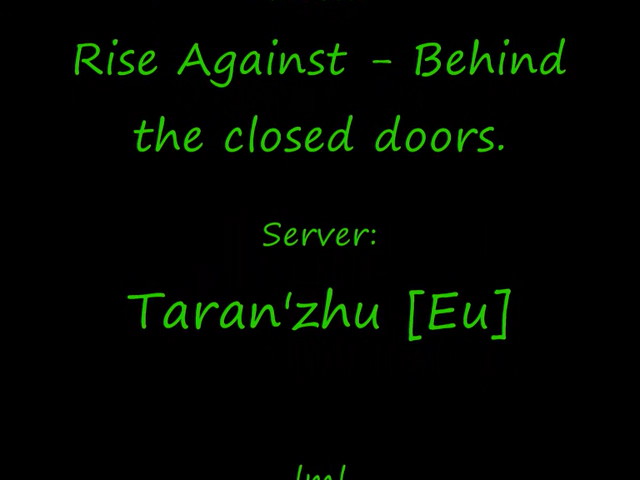 Rise Against - Behind
the closed doors.
Server:
Taran'zhu [Eu]